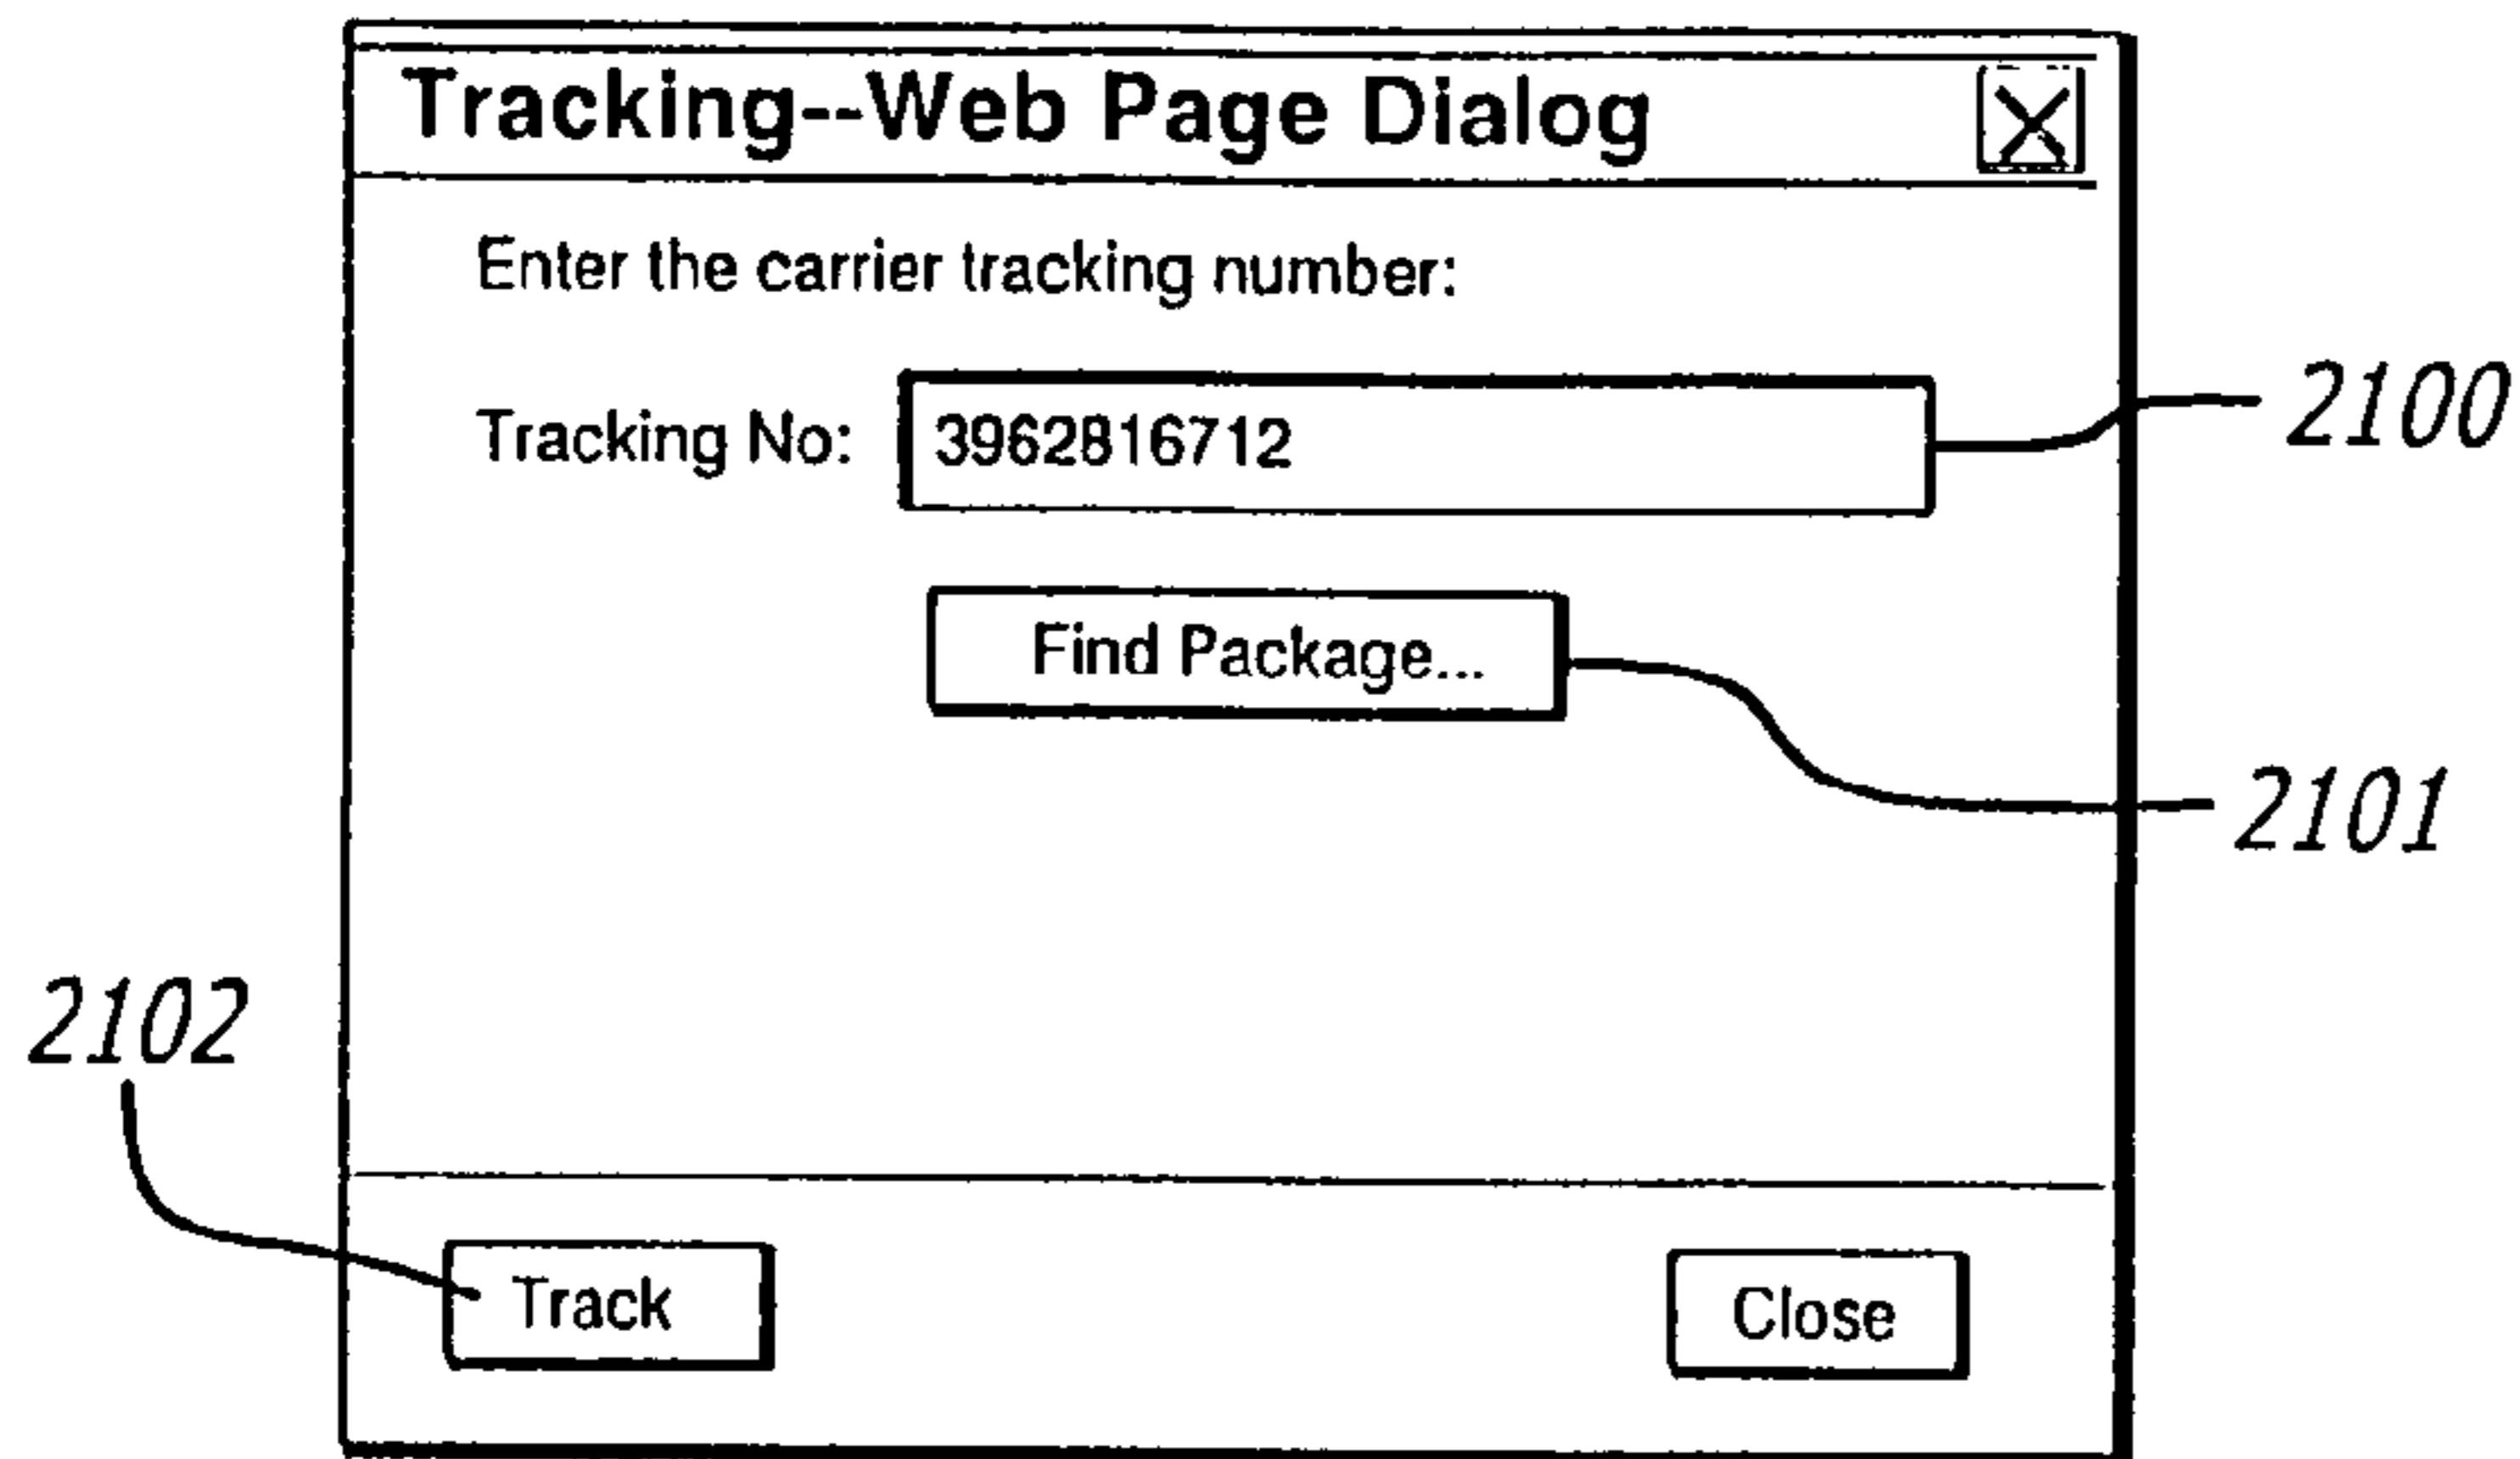 Tracking--Web Page Dialog
Enter the carrier tracking number:
Tracking No: 3962816712
2100
Find Package...
2101
2102
Track
Close